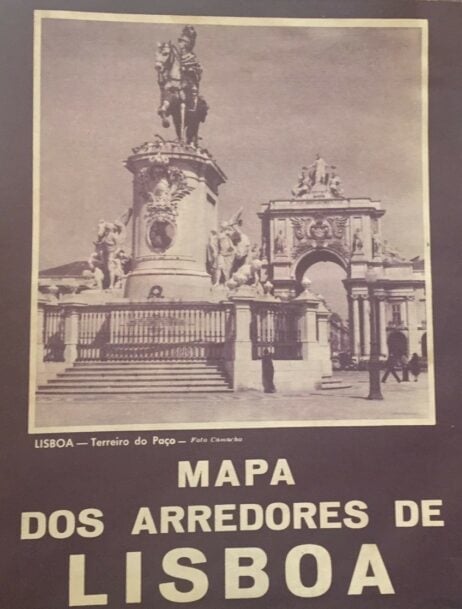 LISBOA — Terreiro do Paço — Foto Camacho
MAPA
DOS ARREDORES DE
LISBOA